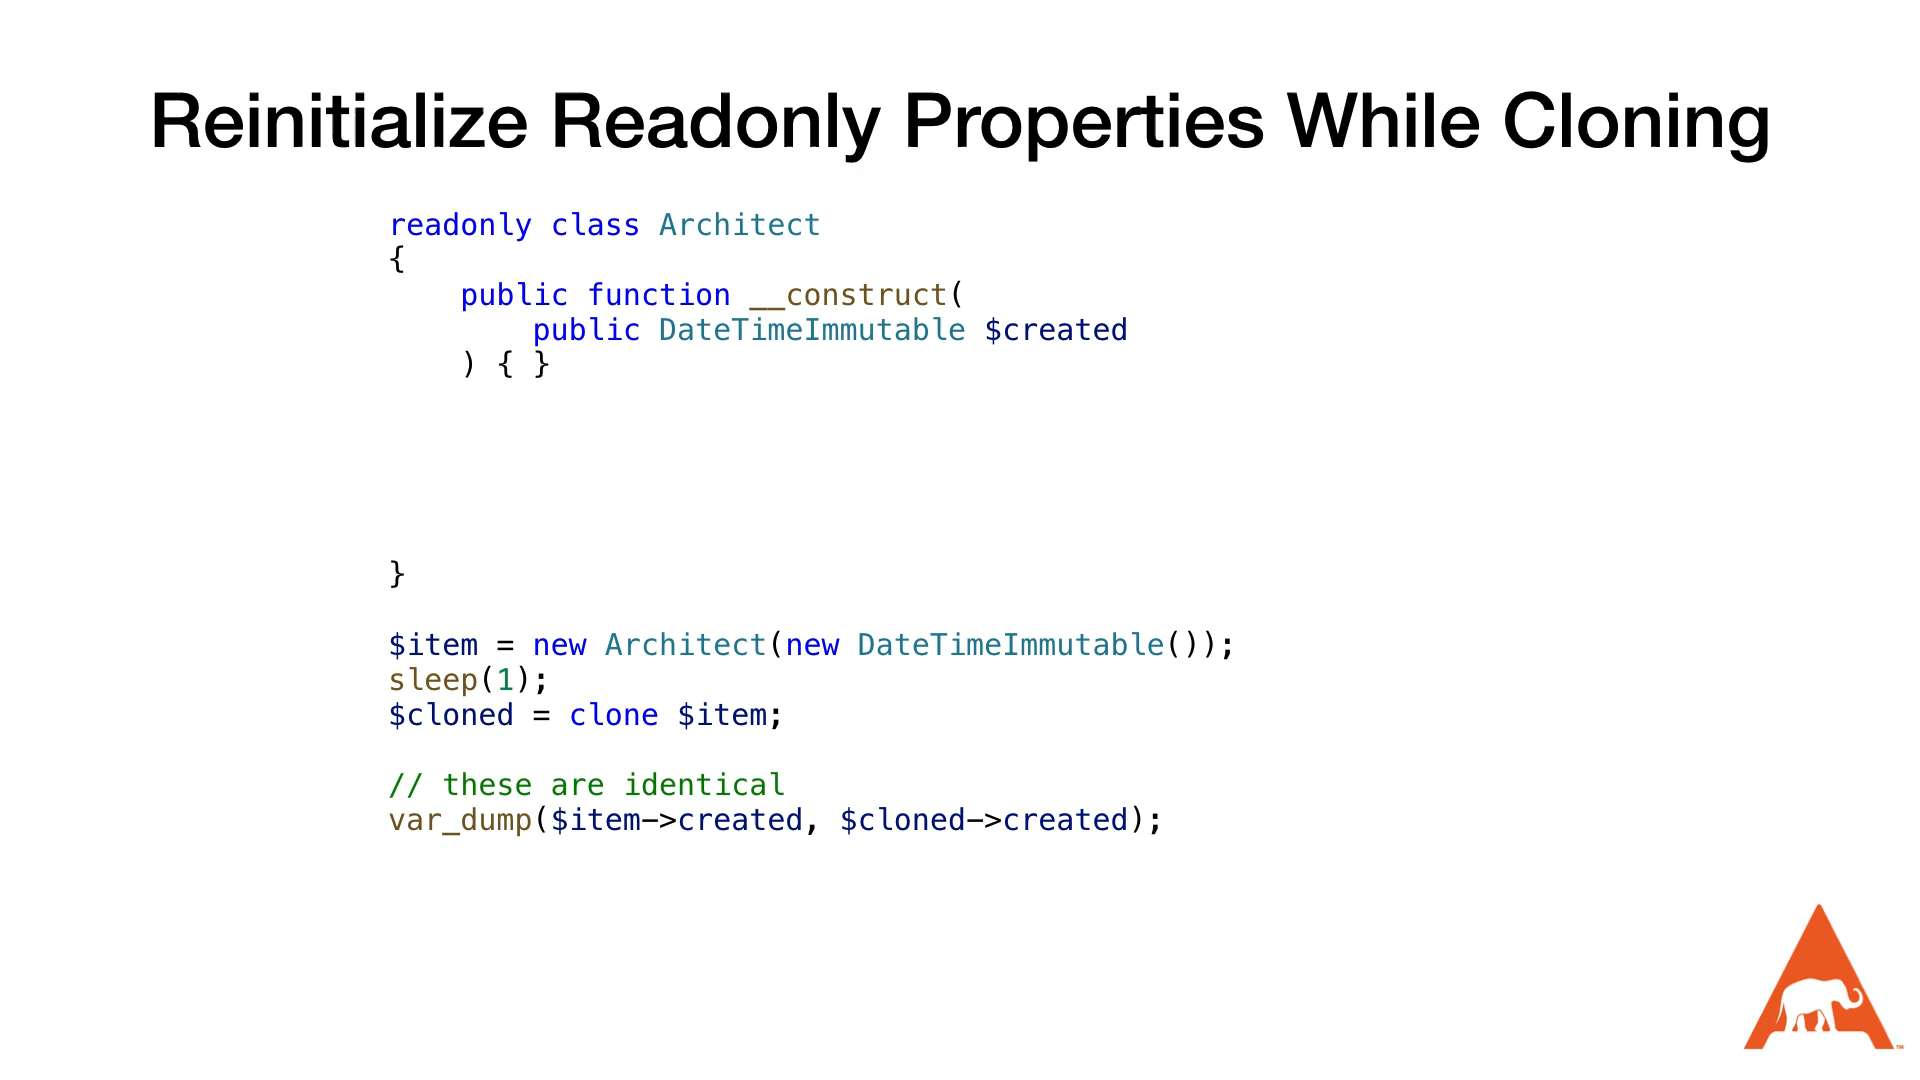 Reinitialize Readonly Properties While Cloning
readonly class Architect
{
    public function __construct(
        public DateTimeImmutable $created
    ) { }
}
$item = new Architect(new DateTimeImmutable());
sleep(1);
$cloned = clone $item;
// these are identical
var_dump($item->created, $cloned->created);
™